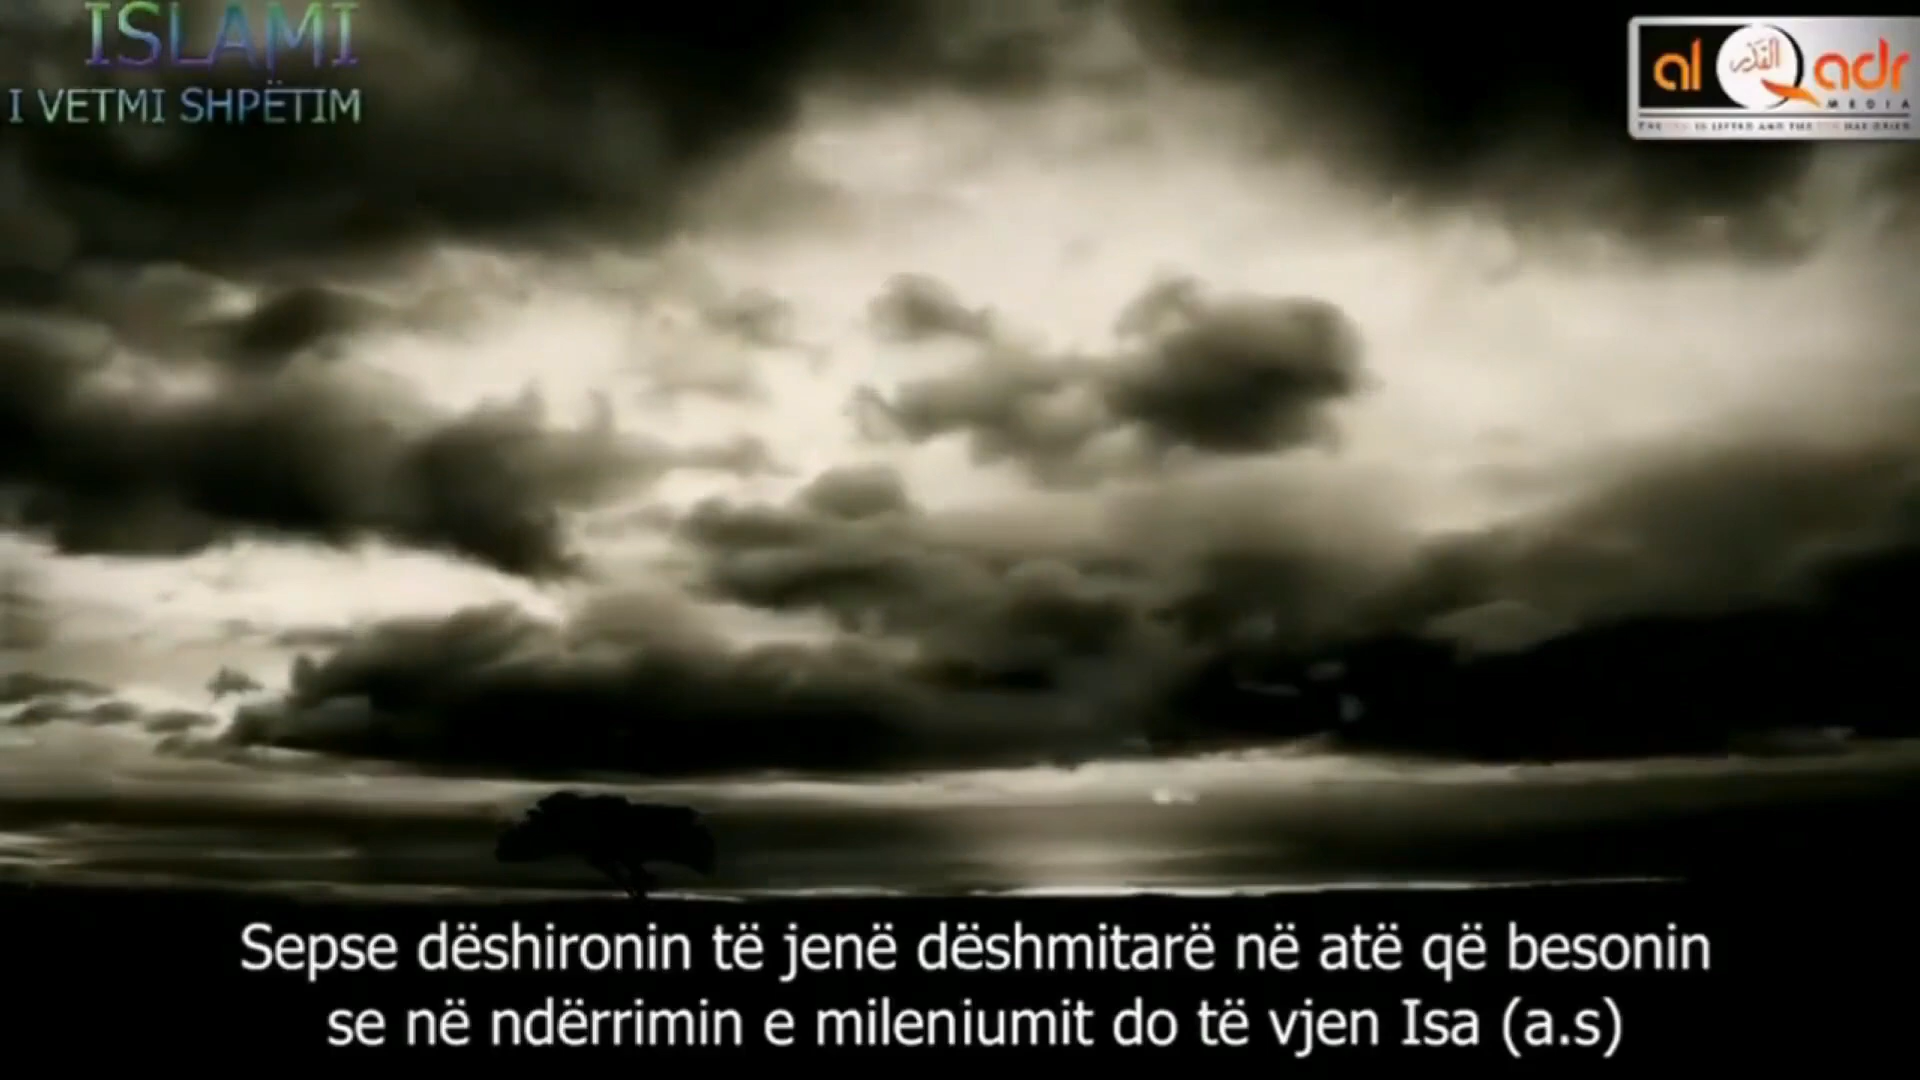 ISLAMI
I VETMI SHPËTIM
al Qadr
القدر
MEDIA
Sepse dëshironin të jenë dëshmitarë në atë që besonin
se në ndërrimin e mileniumit do të vjen Isa (a.s)